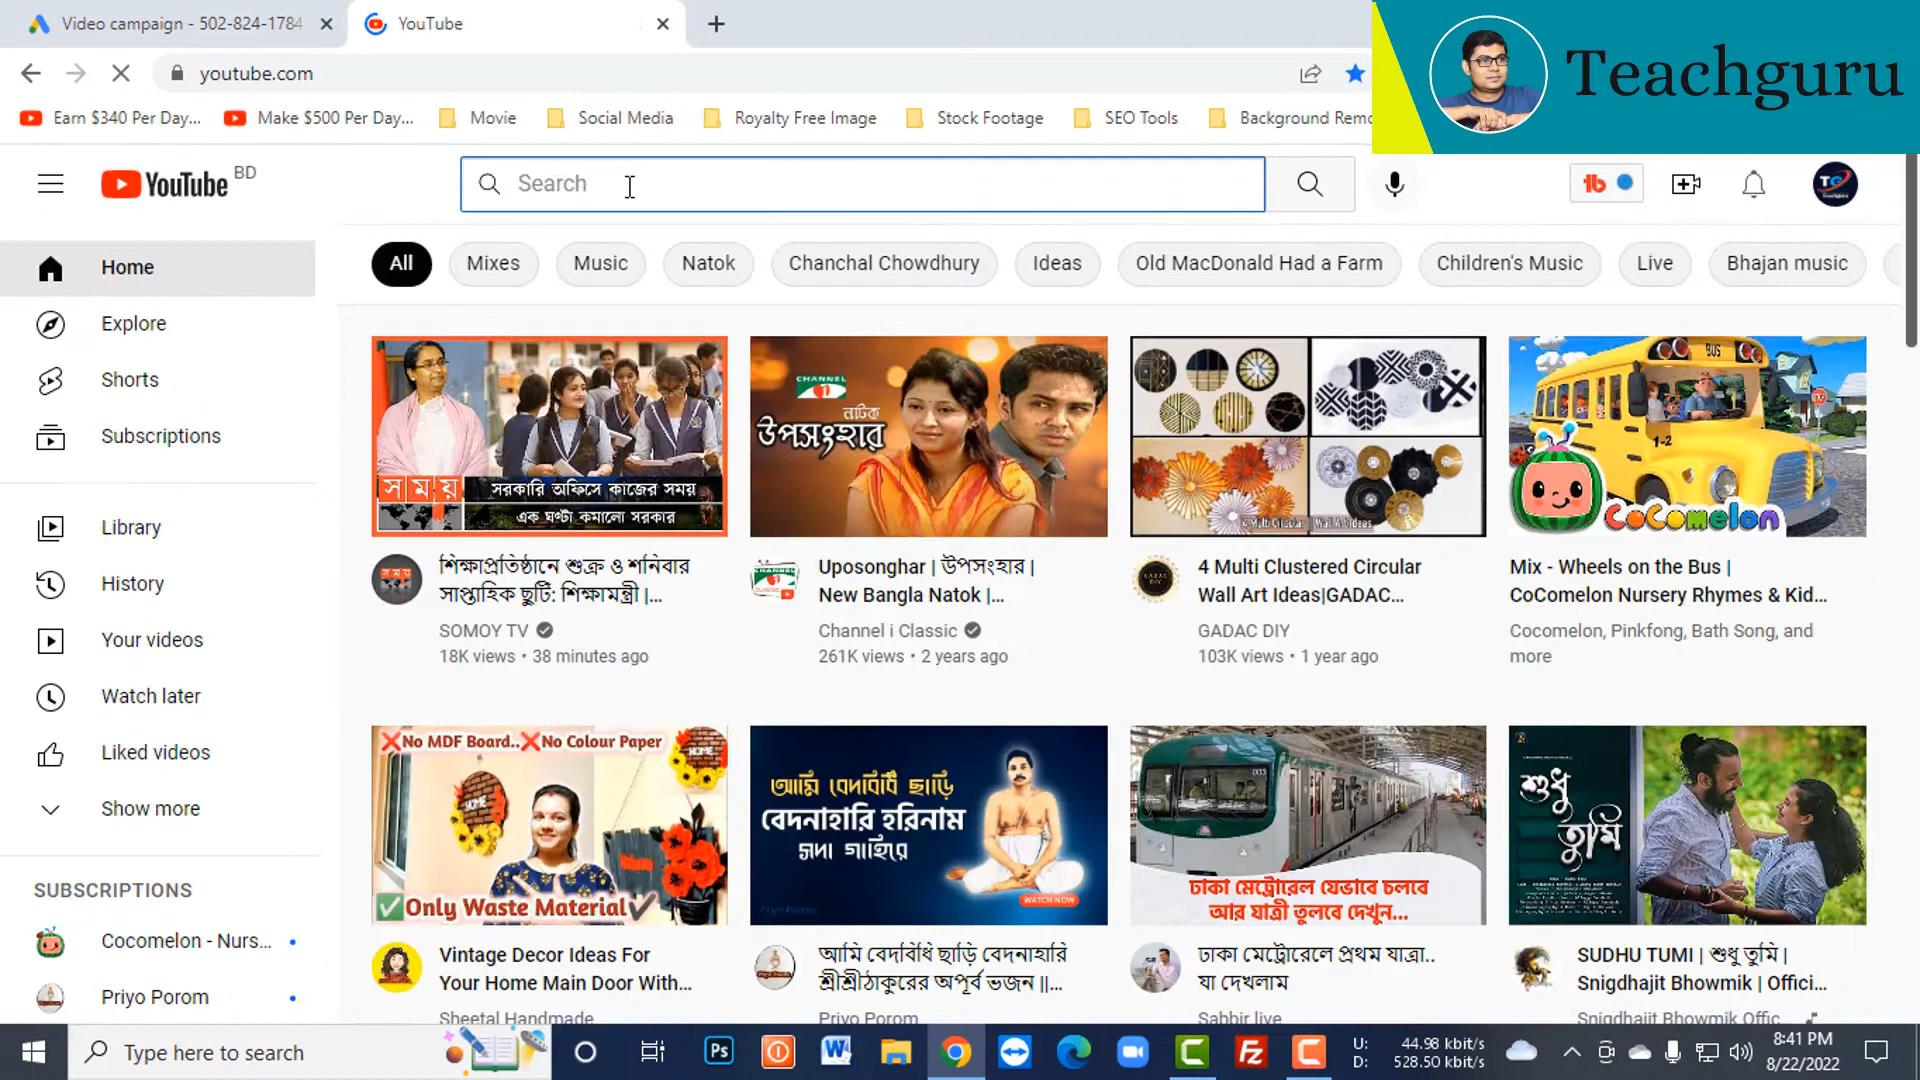 Video campaign - 502-824-1784
YouTube
Teachguru
youtube.com
Earn $340 Per Day...
Make $500 Per Day...
Movie
Social Media
Royalty Free Image
Stock Footage
SEO Tools
Background Remo
YouTube BD
Search
Home
Explore
Shorts
Subscriptions
Library
History
Your videos
Watch later
Liked videos
Show more
SUBSCRIPTIONS
Cocomelon - Nurs...
Priyo Porom
All
Mixes
Music
Natok
Chanchal Chowdhury
Ideas
Old MacDonald Had a Farm
Children's Music
Live
Bhajan music
সময়
সরকারি অফিসে কাজের সময়
এক ঘণ্টা কমালো সরকার
শিক্ষাপ্রতিষ্ঠানে শুক্র ও শনিবার
সাপ্তাহিক ছুটি: শিক্ষামন্ত্রী |...
SOMOY TV
18K views • 38 minutes ago
CHANNEL
নাটক
উপসংহার
Uposonghar | উপসংহার |
New Bangla Natok |...
Channel i Classic
261K views • 2 years ago
4 Multi Clustered Circular
Wall Art Ideas|GADAC...
GADAC DIY
103K views • 1 year ago
BUS
1-2
CoComelon
Mix - Wheels on the Bus |
CoComelon Nursery Rhymes & Kid...
Cocomelon, Pinkfong, Bath Song, and
more
❌No MDF Board..❌No Colour Paper
HOME
HOME
✅Only Waste Material✔
Vintage Decor Ideas For
Your Home Main Door With...
Sheetal Handmade
আমি বেদবিধি ছাড়ি
বেদনাহারি হরিনাম
সদা গাহিরে
WATCH NOW
Priyo Porom
আমি বেদবিধি ছাড়ি বেদনাহারি
শ্রীশ্রীঠাকুরের অপূর্ব ভজন ||...
Priyo Porom
ঢাকা মেট্রোরেল যেভাবে চলবে
আর যাত্রী তুলবে দেখুন...
ঢাকা মেট্রোরেলে প্রথম যাত্রা..
যা দেখলাম
Sabbir live
শুধু
তুমি
SUDHU TUMI | শুধু তুমি |
Snigdhajit Bhowmik | Offici...
Snigdhajit Bhowmik Offic
Type here to search
U: 44.98 kbit/s
D: 528.50 kbit/s
8:41 PM
8/22/2022